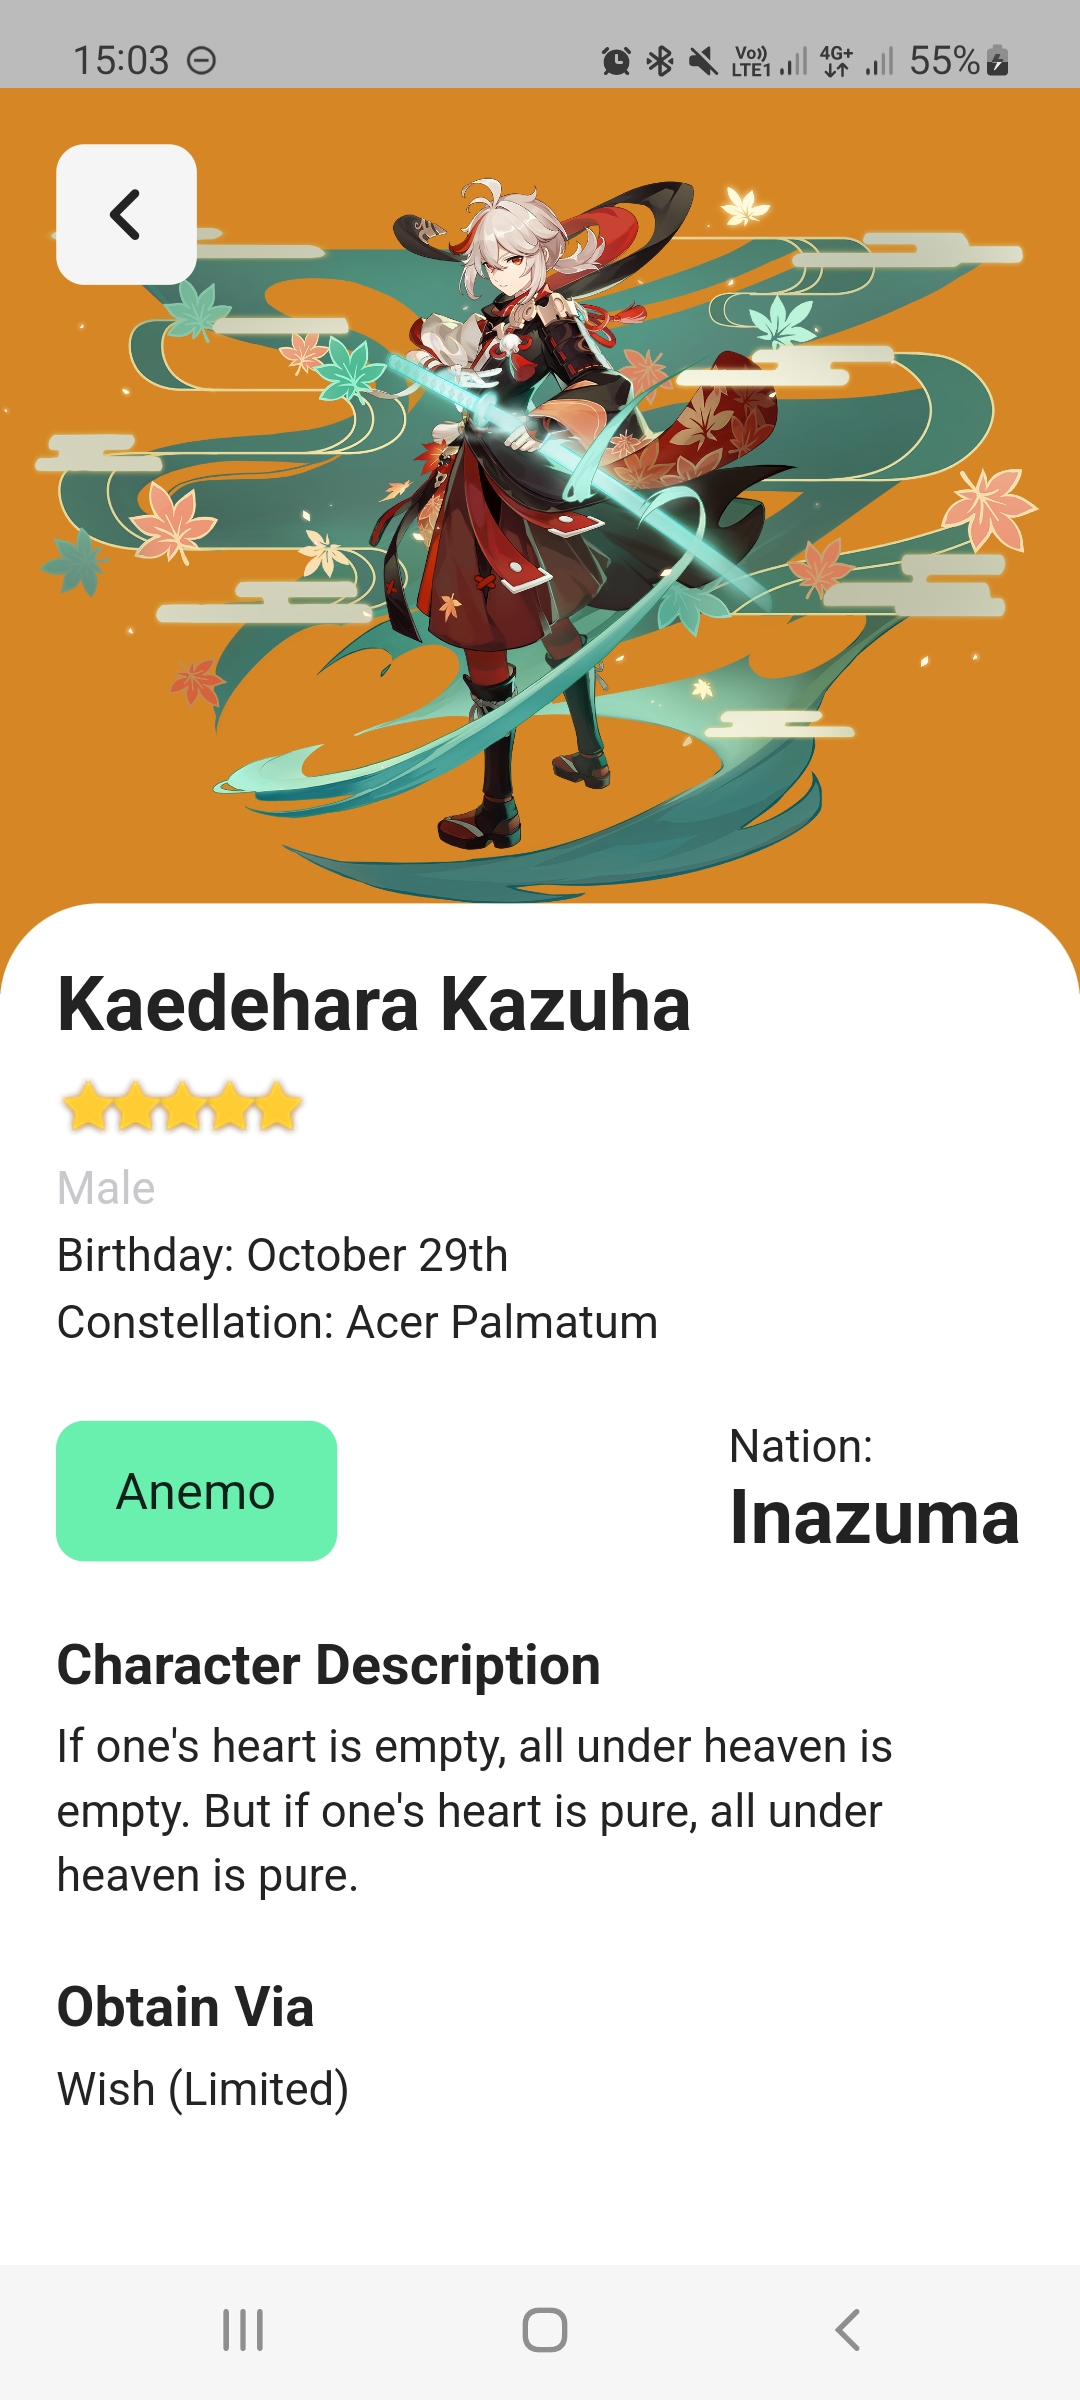 15:03
Vo)) LTE1 4G+ 55%
Kaedehara Kazuha
Male
Birthday: October 29th
Constellation: Acer Palmatum
Anemo
Nation:
Inazuma
Character Description
If one's heart is empty, all under heaven is
empty. But if one's heart is pure, all under
heaven is pure.
Obtain Via
Wish (Limited)